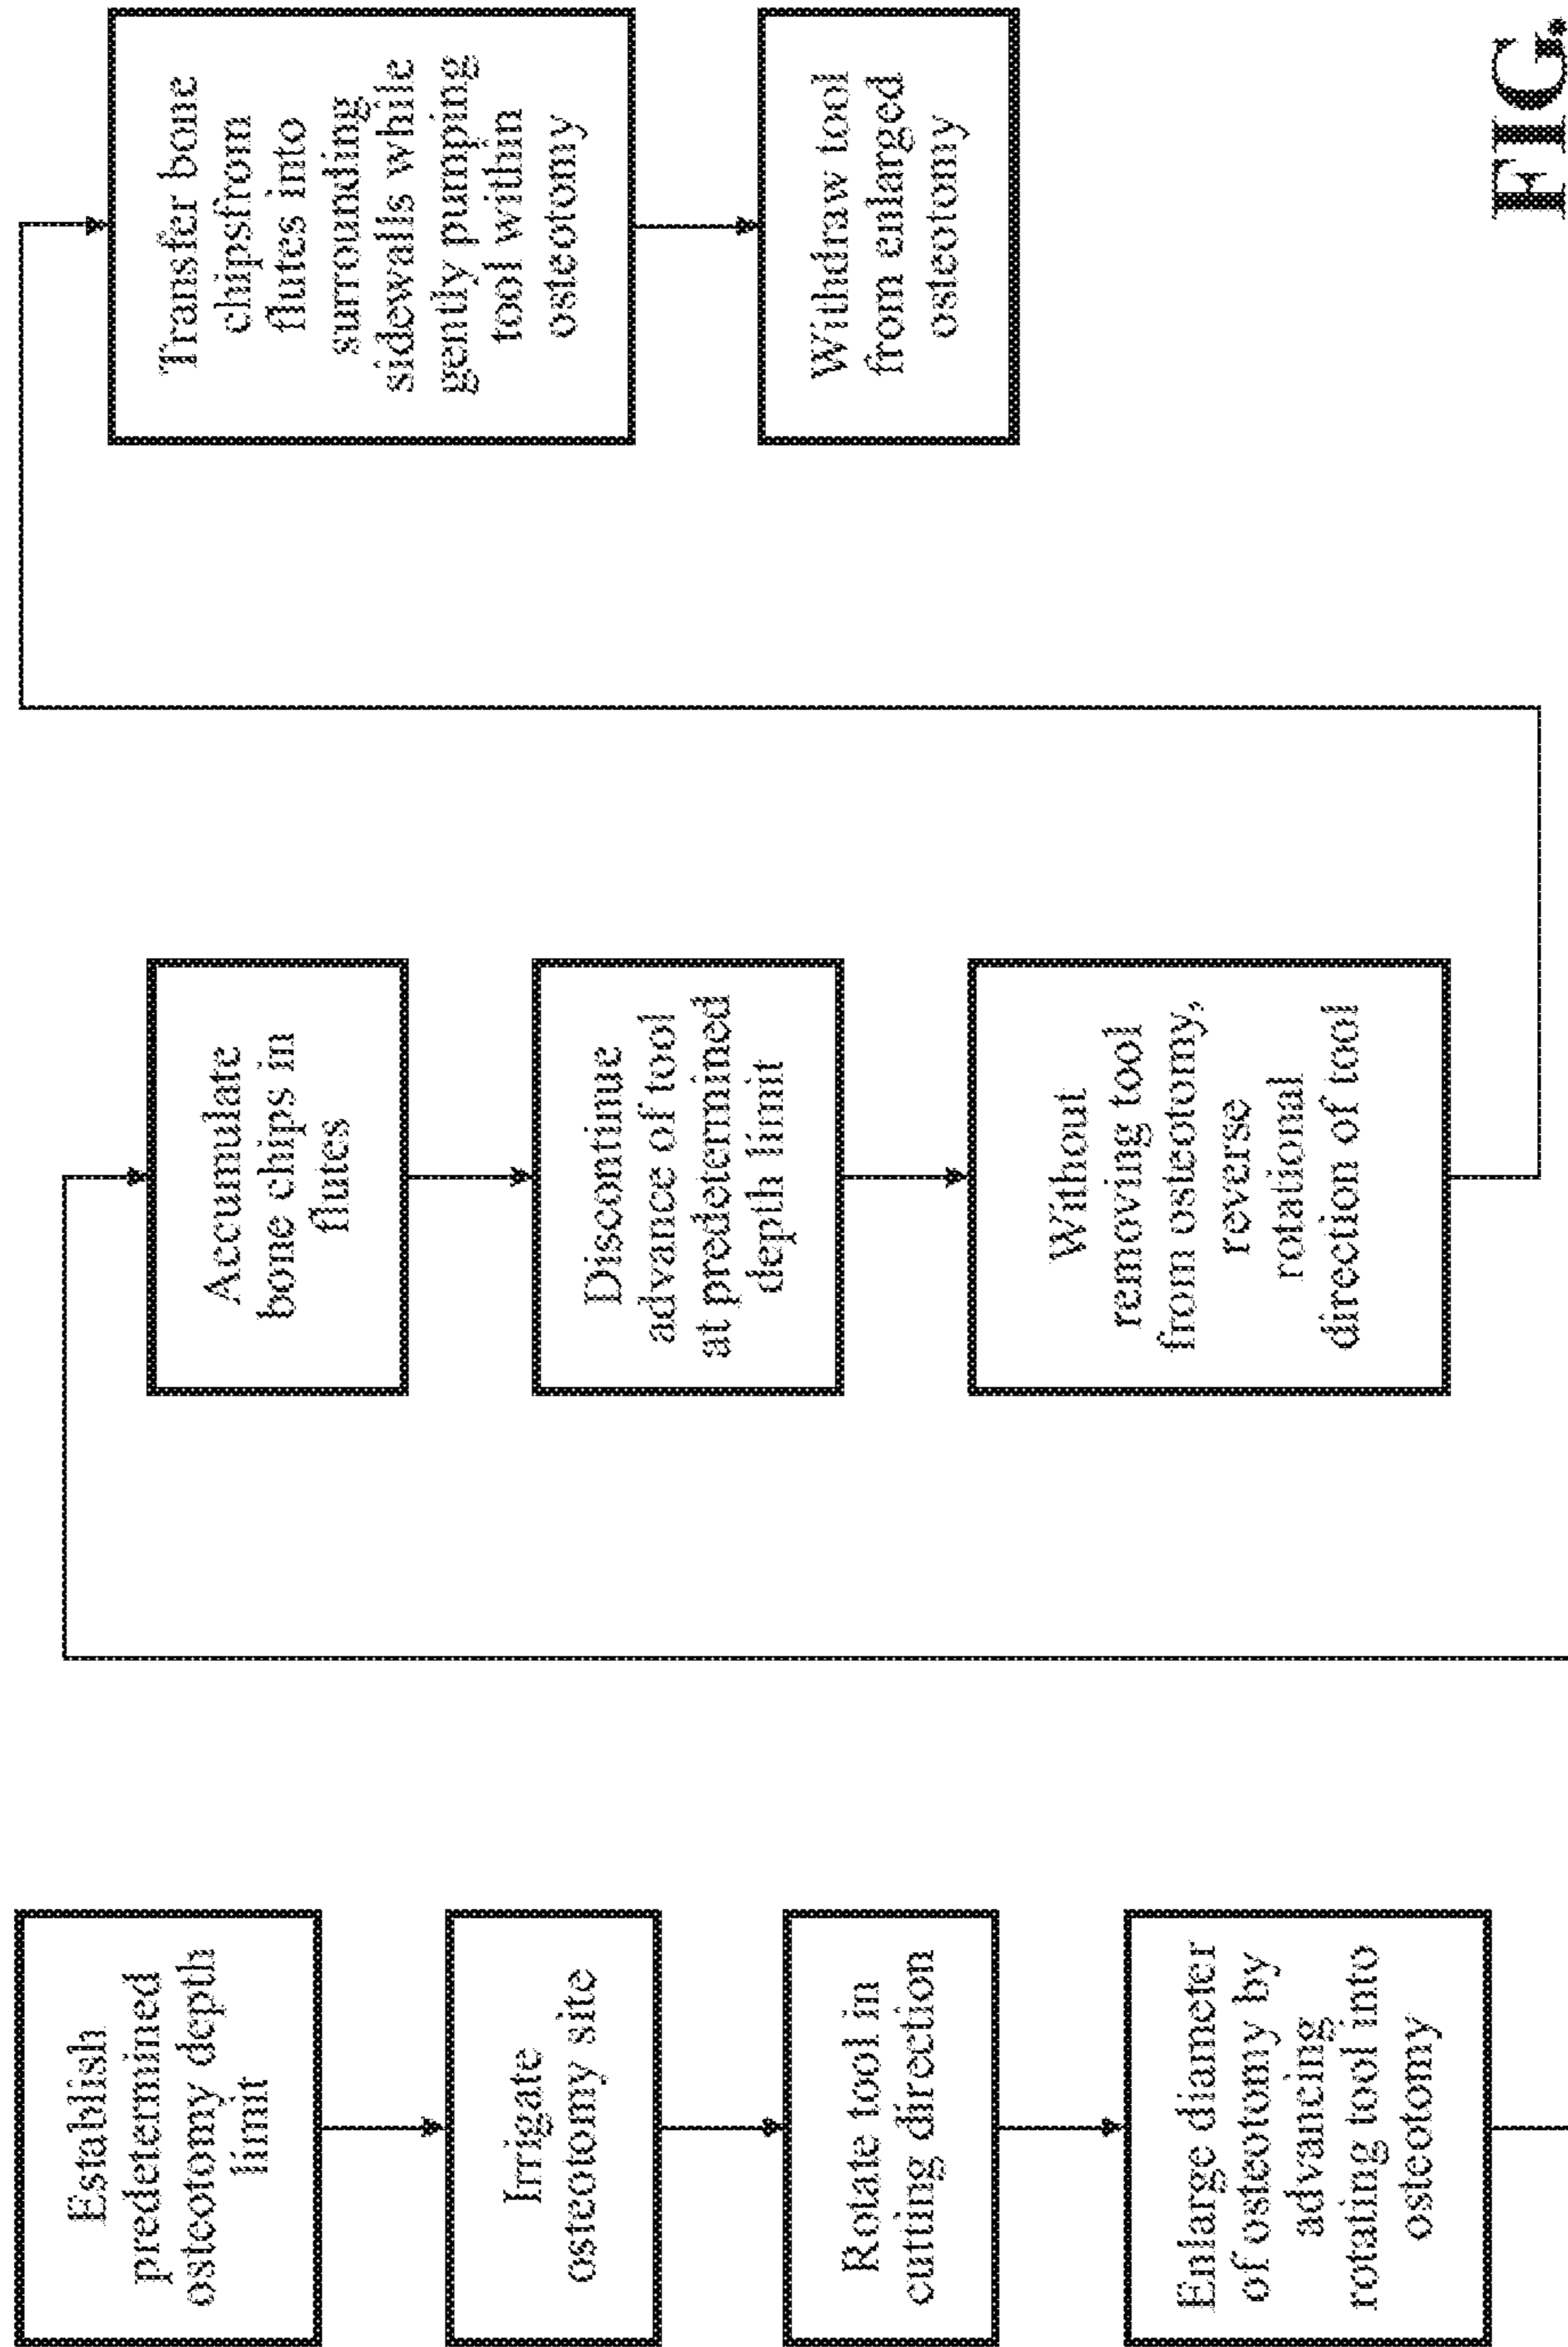 Establish
predetermined
osteotomy depth
limit
Irrigate
osteotomy site
Rotate tool in
cutting direction
Enlarge diameter
of osteotomy by
advancing
rotating tool into
osteotomy
Accumulate
bone chips in
flutes
Discontinue
advance of tool
at predetermined
depth limit
Without
removing tool
from osteotomy,
reverse
rotational
direction of tool
Transfer bone
chipsfrom
flutes into
surrounding
sidewalls while
gently pumping
tool within
osteotomy
Withdraw tool
from enlarged
osteotomy
FIG.